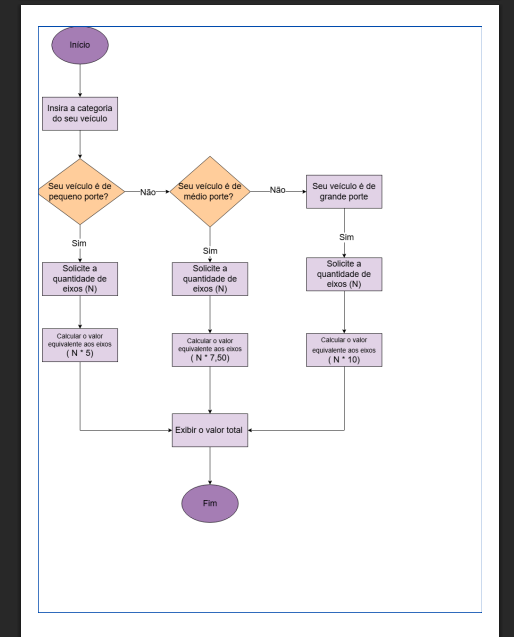 Início
Insira a categoria
do seu veículo
Seu veículo é de
pequeno porte?
Não
Seu veículo é de
médio porte?
Não
Seu veículo é de
grande porte
Sim
Sim
Sim
Solicite a
quantidade de
eixos (N)
Solicite a
quantidade de
eixos (N)
Solicite a
quantidade de
eixos (N)
Calcular o valor
equivalente aos eixos
( N * 5)
Calcular o valor
equivalente aos eixos
( N * 7,50)
Calcular o valor
equivalente aos eixos
( N * 10)
Exibir o valor total
Fim